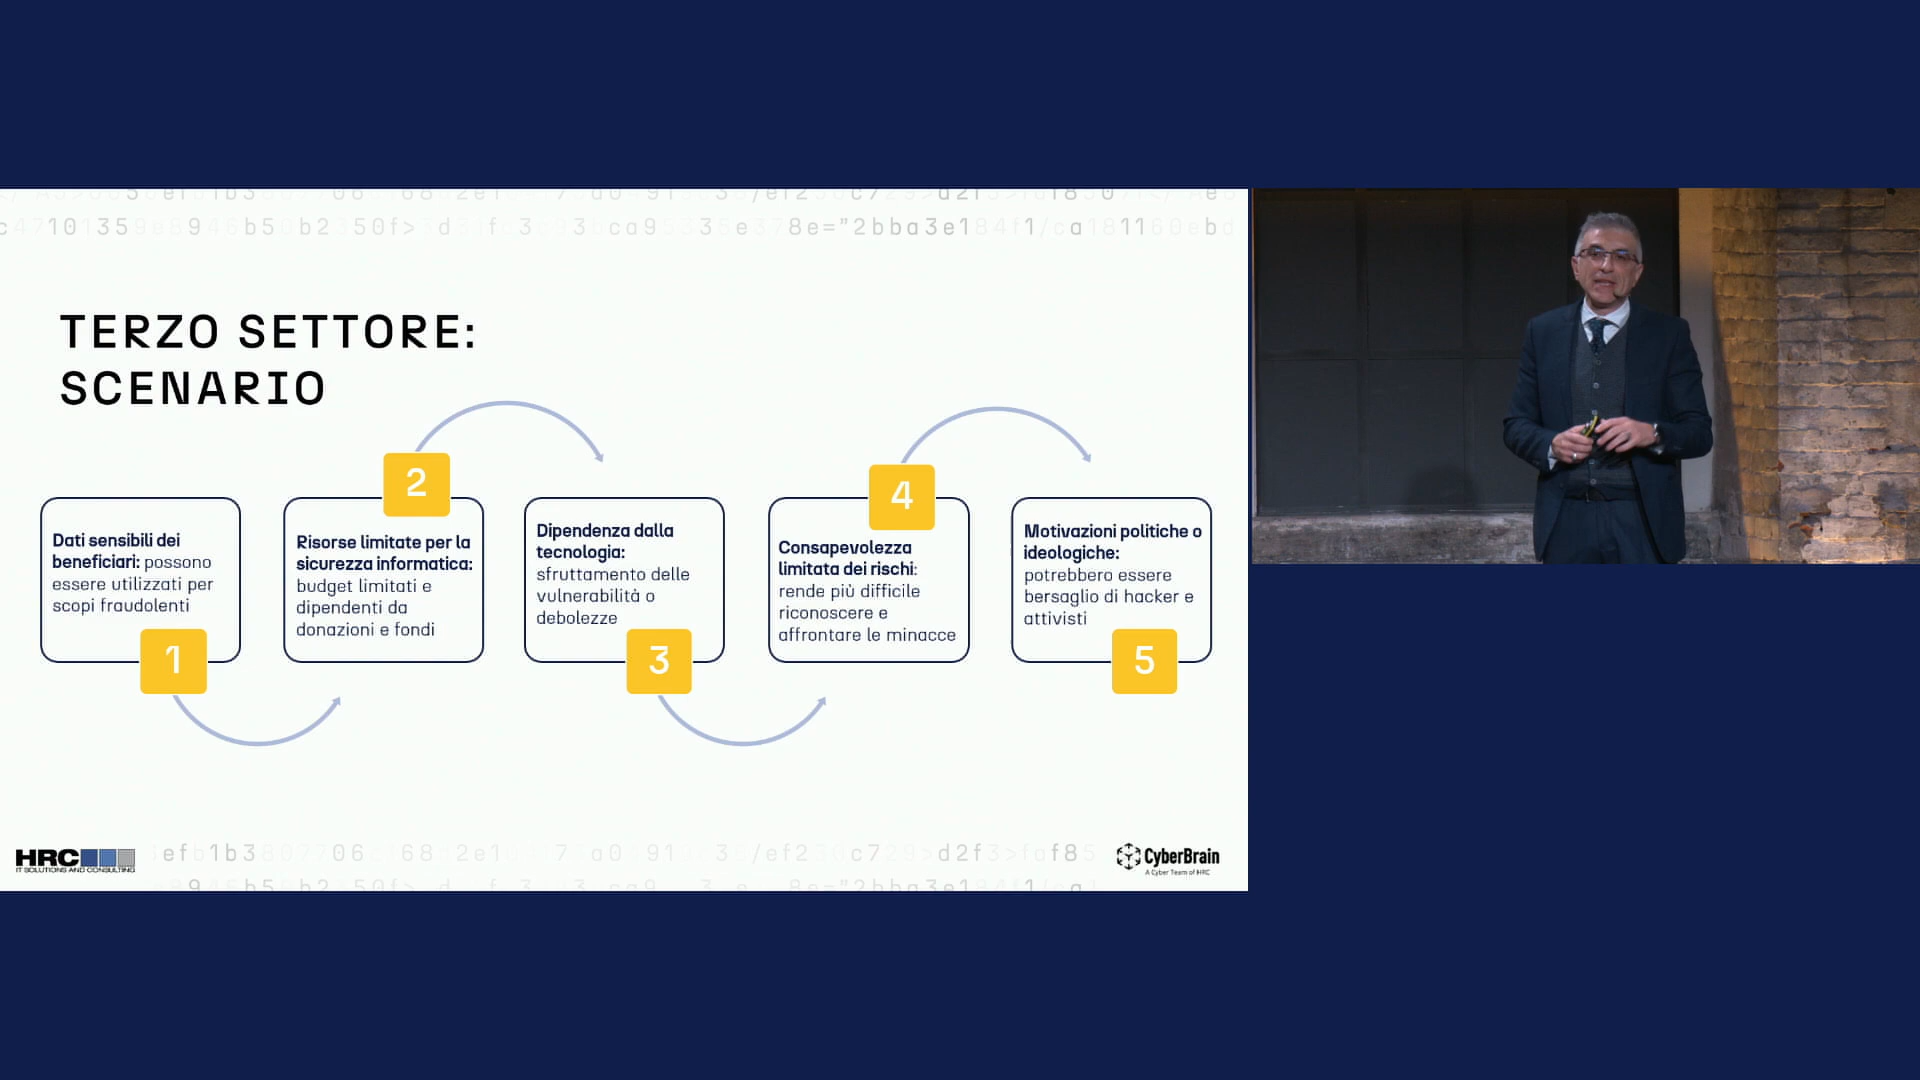 TERZO SETTORE:
SCENARIO
Dati sensibili dei
beneficiari: possono
essere utilizzati per
scopi fraudolenti
1
2
Risorse limitate per la
sicurezza informatica:
budget limitati e
dipendenti da
donazioni e fondi
Dipendenza dalla
tecnologia:
sfruttamento delle
vulnerabilità o
debolezze
3
4
Consapevolezza
limitata dei rischi:
rende più difficile
riconoscere e
affrontare le minacce
Motivazioni politiche o
ideologiche:
potrebbero essere
bersaglio di hacker e
attivisti
5
HRC
IT SOLUTIONS AND CONSULTING
CyberBrain
A Cyber Team of HRC